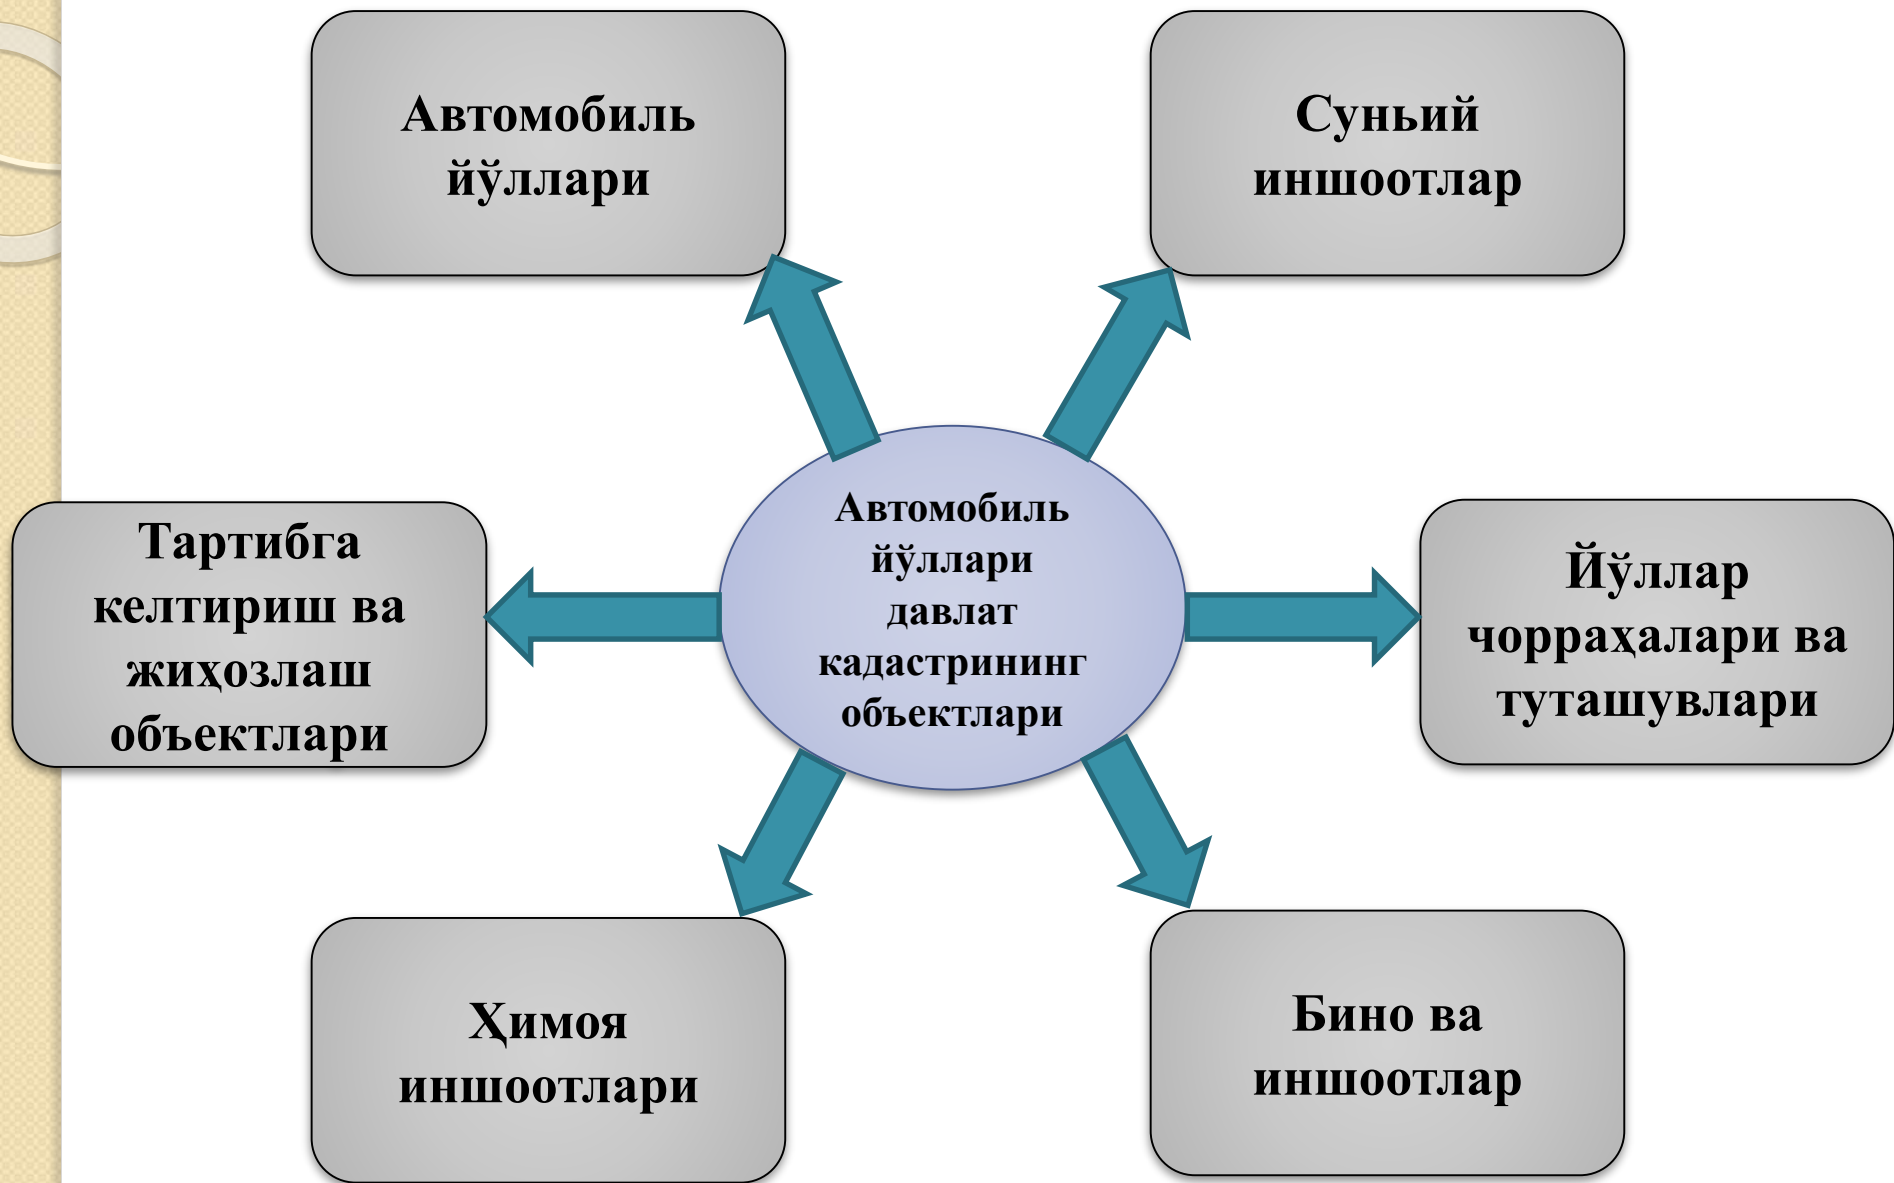 Автомобиль
йўллари
Суньий
иншоотлар
Автомобиль
йўллари
давлат
кадастрининг
объектлари
Тартибга
келтириш ва
жиҳозлаш
объектлари
Йўллар
чорраҳалари ва
туташувлари
Ҳимоя
иншоотлари
Бино ва
иншоотлар